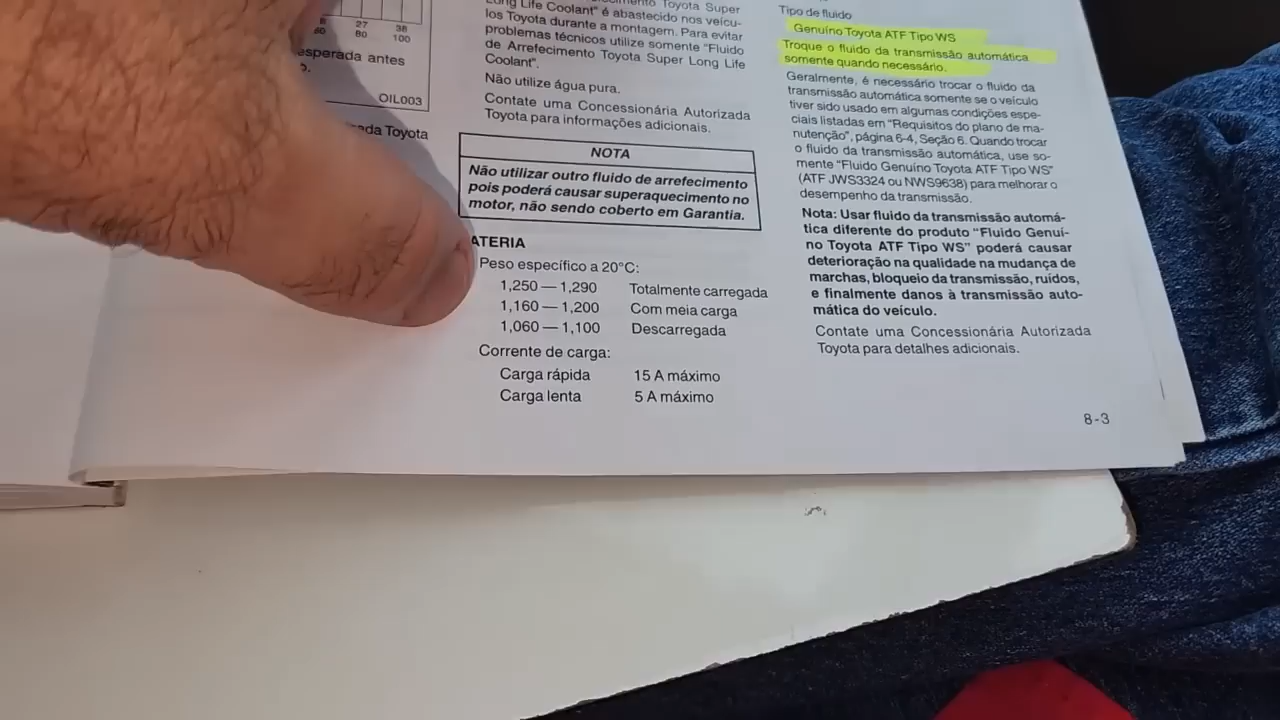 27
38
80
80
100
esperada antes
OIL003
ada Toyota
Long Life Coolant" é abastecido nos veícu-
los Toyota durante a montagem. Para evitar
problemas técnicos utilize somente "Fluido
de Arrefecimento Toyota Super Long Life
Coolant".
Não utilize água pura.
Contate uma Concessionária Autorizada
Toyota para informações adicionais.
NOTA
Não utilizar outro fluido de arrefecimento
pois poderá causar superaquecimento no
motor, não sendo coberto em Garantia.
ATERIA
Peso específico a 20°C:
1,250 — 1,290 Totalmente carregada
1,160 — 1,200 Com meia carga
1,060 — 1,100 Descarregada
Corrente de carga:
Carga rápida 15 A máximo
Carga lenta 5 A máximo
Tipo de fluido
Genuíno Toyota ATF Tipo WS
Troque o fluido da transmissão automática
somente quando necessário.
Geralmente, é necessário trocar o fluido da
transmissão automática somente se o veículo
tiver sido usado em algumas condições espe-
ciais listadas em "Requisitos do plano de ma-
nutenção", página 6-4, Seção 6. Quando trocar
o fluido da transmissão automática, use so-
mente "Fluido Genuíno Toyota ATF Tipo WS"
(ATF JWS3324 ou NWS9638) para melhorar o
desempenho da transmissão.
Nota: Usar fluido da transmissão automá-
tica diferente do produto "Fluido Genuí-
no Toyota ATF Tipo WS" poderá causar
deterioração na qualidade na mudança de
marchas, bloqueio da transmissão, ruídos,
e finalmente danos à transmissão auto-
mática do veículo.
Contate uma Concessionária Autorizada
Toyota para detalhes adicionais.
8-3